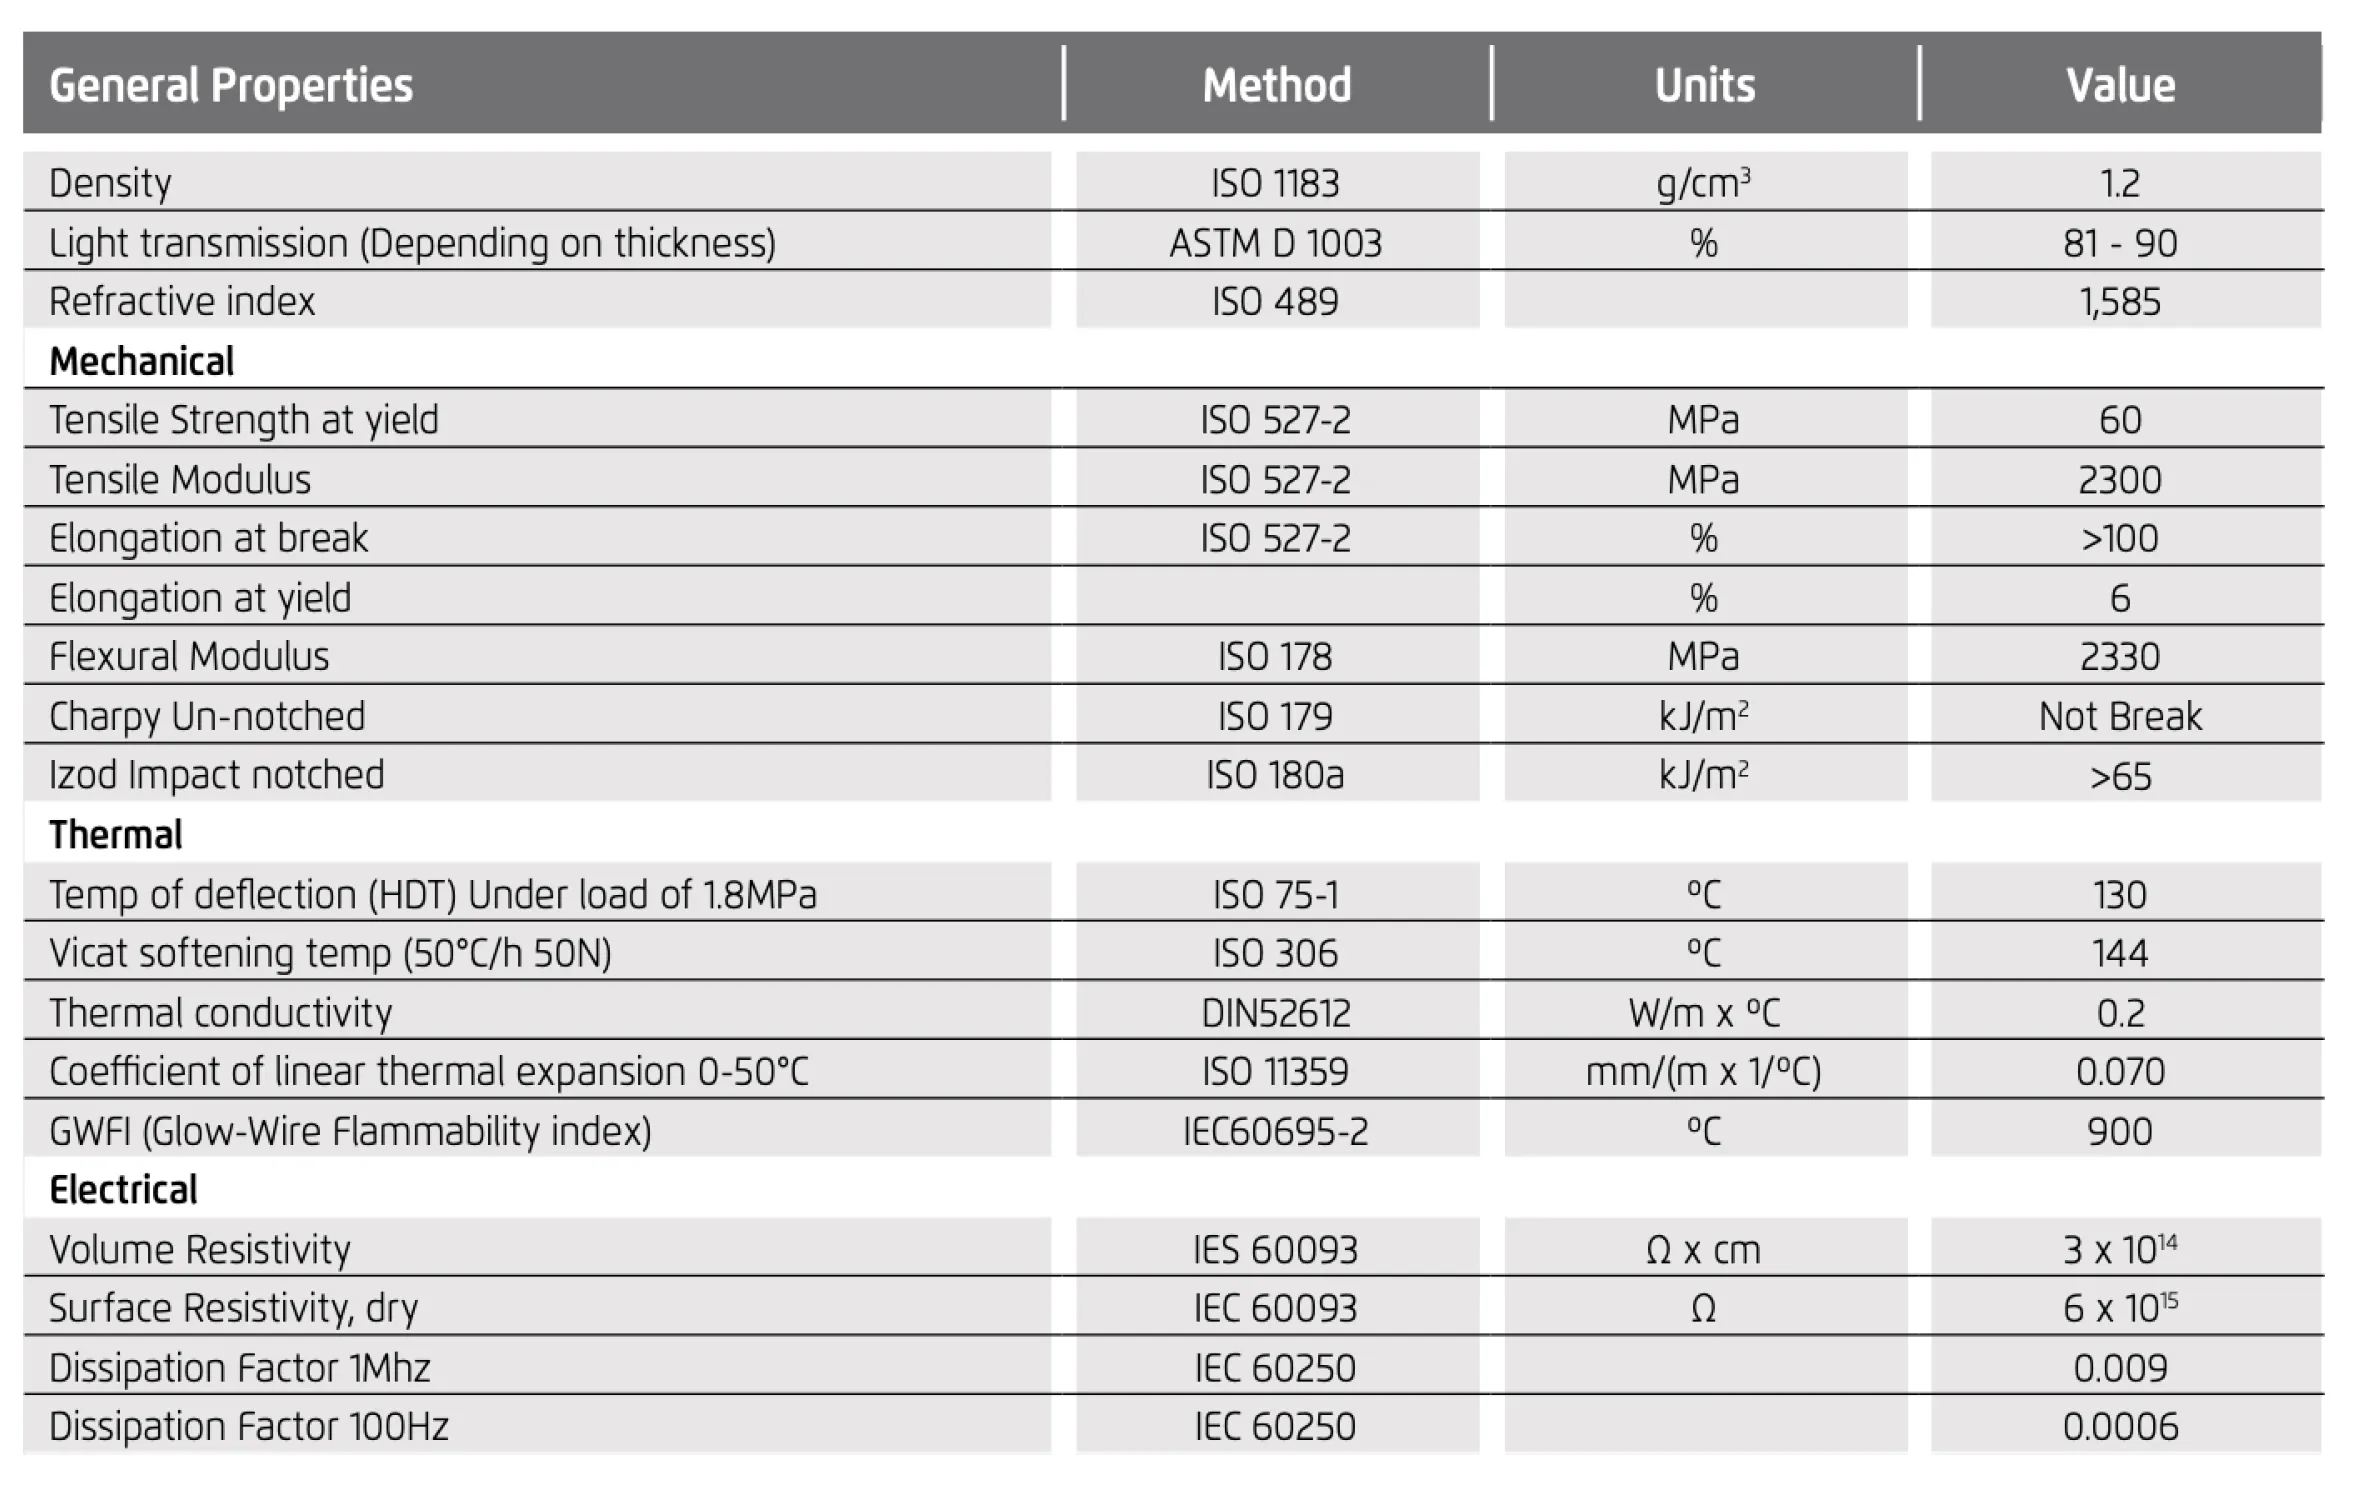 General Properties Method Units Value
Density ISO 1183 g/cm³ 1.2
Light transmission (Depending on thickness) ASTM D 1003 % 81 - 90
Refractive index ISO 489 1,585
Mechanical
Tensile Strength at yield ISO 527-2 MPa 60
Tensile Modulus ISO 527-2 MPa 2300
Elongation at break ISO 527-2 % >100
Elongation at yield % 6
Flexural Modulus ISO 178 MPa 2330
Charpy Un-notched ISO 179 kJ/m² Not Break
Izod Impact notched ISO 180a kJ/m² >65
Thermal
Temp of deflection (HDT) Under load of 1.8MPa ISO 75-1 ºC 130
Vicat softening temp (50°C/h 50N) ISO 306 ºC 144
Thermal conductivity DIN52612 W/m x ºC 0.2
Coefficient of linear thermal expansion 0-50°C ISO 11359 mm/(m x 1/ºC) 0.070
GWFI (Glow-Wire Flammability index) IEC60695-2 ºC 900
Electrical
Volume Resistivity IES 60093 Ω x cm 3 x 10¹⁴
Surface Resistivity, dry IEC 60093 Ω 6 x 10¹⁵
Dissipation Factor 1Mhz IEC 60250 0.009
Dissipation Factor 100Hz IEC 60250 0.0006